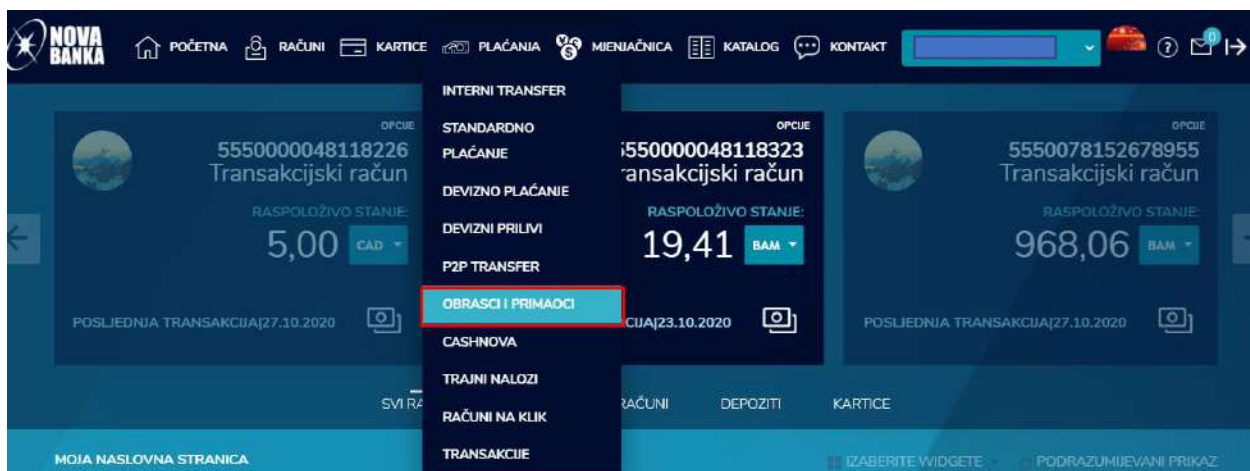 NOVA
BANKA
POČETNA
RAČUNI
KARTICE
PLAĆANJA
MJENJAČNICA
KATALOG
KONTAKT
0
INTERNI TRANSFER
STANDARDNO
PLAĆANJE
DEVIZNO PLAĆANJE
DEVIZNI PRILIVI
P2P TRANSFER
OBRASCI I PRIMAOCI
CASHNOVA
TRAJNI NALOZI
RAČUNI NA KLIK
TRANSAKCIJE
OPCIJE
5550000048118226
Transakcijski račun
RASPOLOŽIVO STANJE:
5,00 CAD
POSLJEDNJA TRANSAKCIJA|27.10.2020
OPCIJE
5550000048118323
ransakcijski račun
RASPOLOŽIVO STANJE:
19,41 BAM
CIJA|23.10.2020
OPCIJE
5550078152678955
Transakcijski račun
RASPOLOŽIVO STANJE:
968,06 BAM
POSLJEDNJA TRANSAKCIJA|27.10.2020
SVI RA
RAČUNI
DEPOZITI
KARTICE
MOJA NASLOVNA STRANICA
IZABERITE WIDGETE
PODRAZUMIJEVANI PRIKAZ